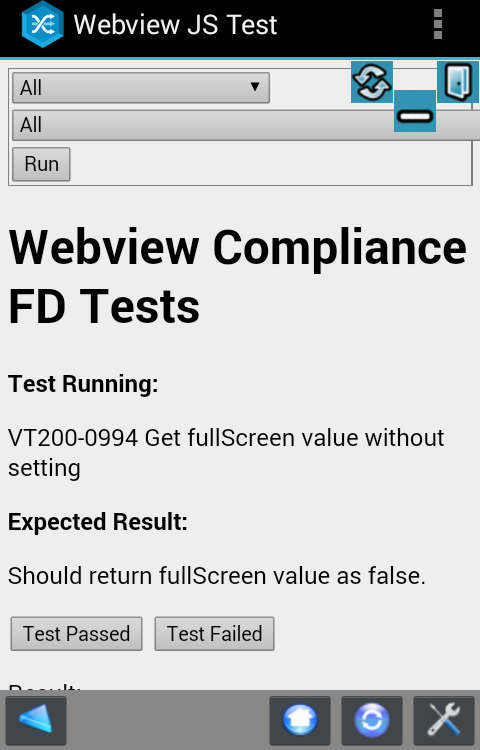 Webview JS Test
All
All
Run
Webview Compliance
FD Tests
Test Running:
VT200-0994 Get fullScreen value without
setting
Expected Result:
Should return fullScreen value as false.
Test Passed Test Failed
Result: